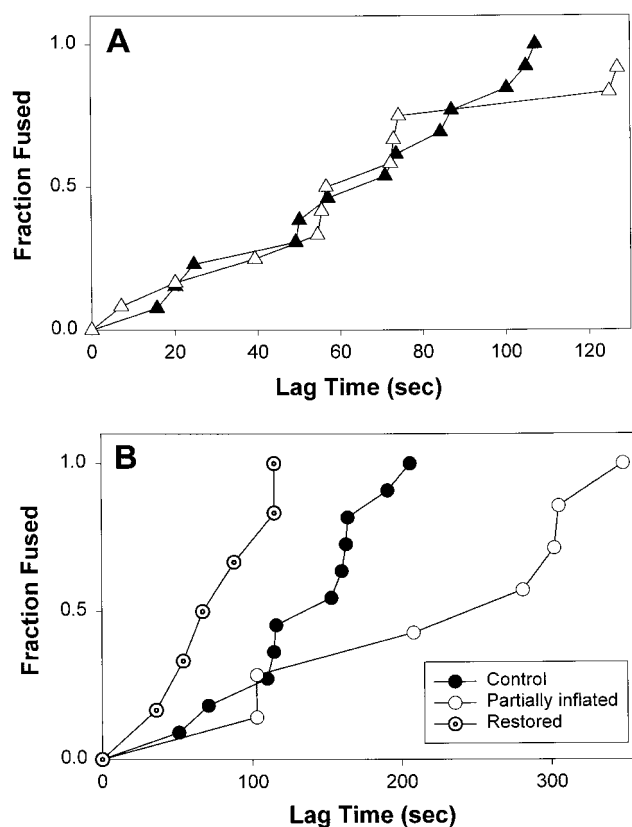 A
Fraction Fused
1.0
0.5
0.0
0 20 40 60 80 100 120
Lag Time (sec)
B
Fraction Fused
1.0
0.5
0.0
Control
Partially inflated
Restored
0 100 200 300
Lag Time (sec)